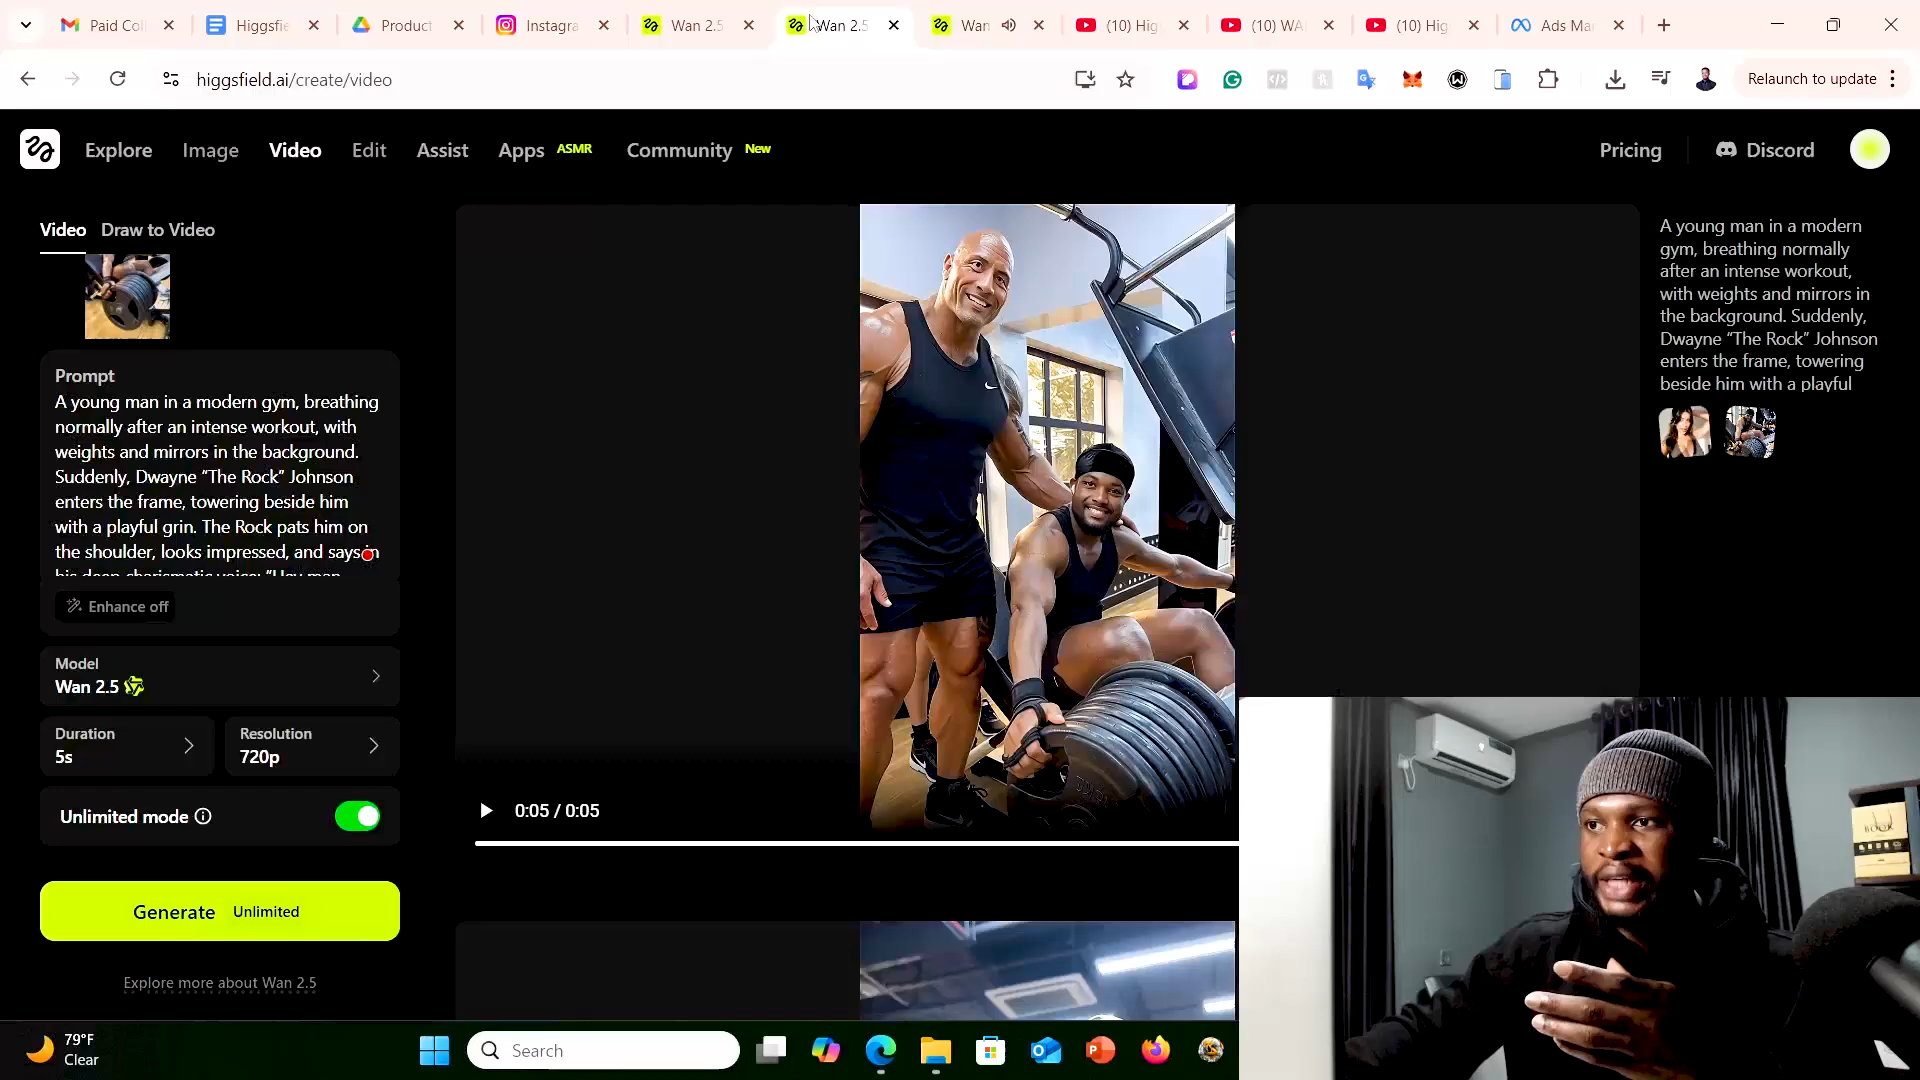 Paid Col
Higgsfie
Product
Instagra
Wan 2.5
Wan 2.5
Wan
(10) Hig
(10) WA
(10) Hig
Ads Ma
higgsfield.ai/create/video
Relaunch to update
Explore
Image
Video
Edit
Assist
Apps ASMR
Community New
Pricing
Discord
Video
Draw to Video
Prompt
A young man in a modern gym, breathing
normally after an intense workout, with
weights and mirrors in the background.
Suddenly, Dwayne “The Rock” Johnson
enters the frame, towering beside him
with a playful grin. The Rock pats him on
the shoulder, looks impressed, and says in
his deep charismatic voice: “Hey man
Enhance off
Model
Wan 2.5
Duration
5s
Resolution
720p
Unlimited mode
Generate Unlimited
Explore more about Wan 2.5
0:05 / 0:05
A young man in a modern
gym, breathing normally
after an intense workout,
with weights and mirrors in
the background. Suddenly,
Dwayne “The Rock” Johnson
enters the frame, towering
beside him with a playful
79°F
Clear
Search